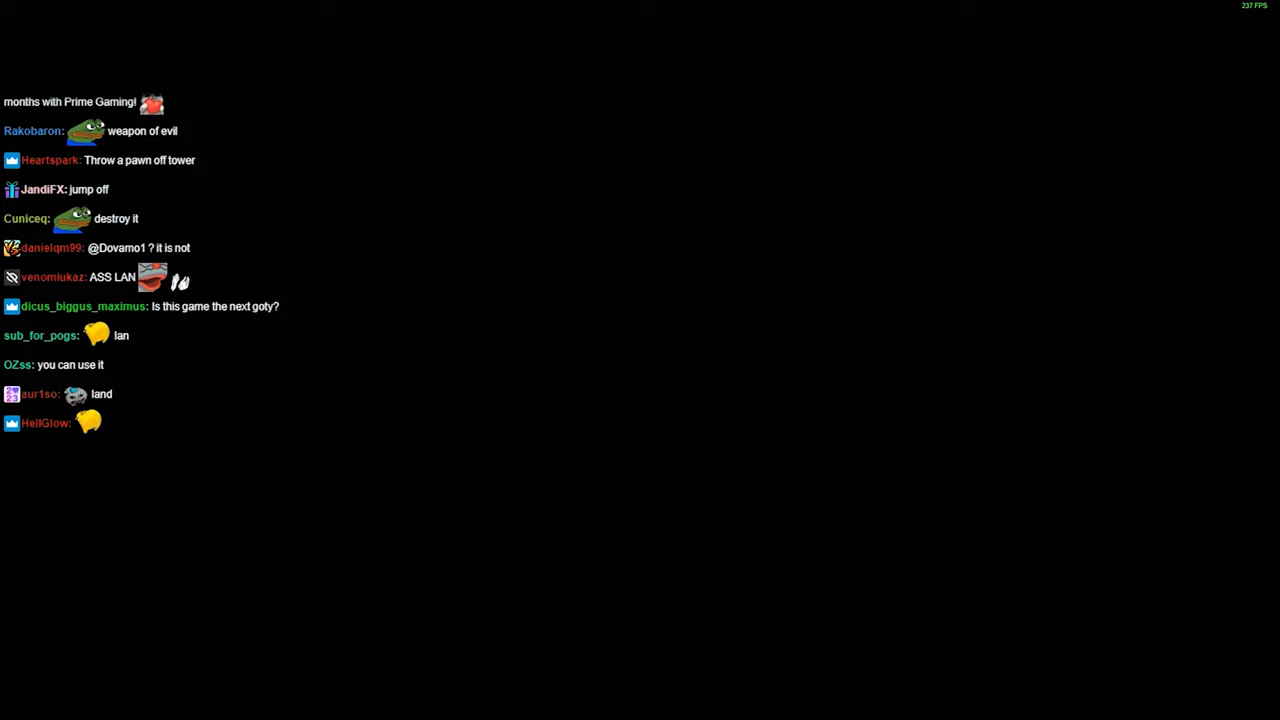 237 FPS
months with Prime Gaming!
Rakobaron: weapon of evil
Heartspark: Throw a pawn off tower
JandiFX: jump off
Cuniceq: destroy it
danielqm99: @Dovamo1 ? it is not
venomiukaz: ASS LAN
dicus_biggus_maximus: Is this game the next goty?
sub_for_pogs: lan
OZss: you can use it
aur1so: land
HellGlow: